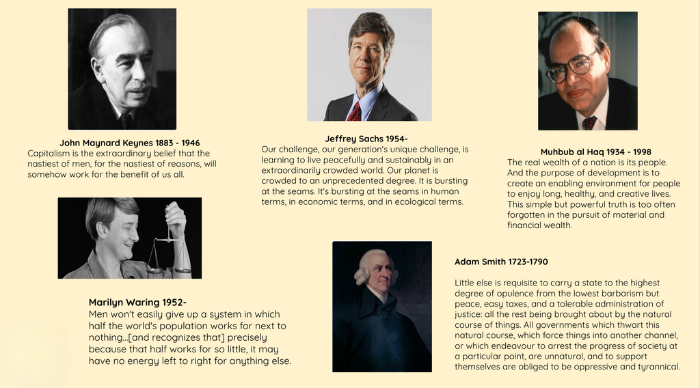 John Maynard Keynes 1883 - 1946
Capitalism is the extraordinary belief that the
nastiest of men, for the nastiest of reasons, will
somehow work for the benefit of us all.
Jeffrey Sachs 1954-
Our challenge, our generation's unique challenge, is
learning to live peacefully and sustainably in an
extraordinarily crowded world. Our planet is
crowded to an unprecedented degree. It is bursting
at the seams. It's bursting at the seams in human
terms, in economic terms, and in ecological terms.
Muhbub al Haq 1934 - 1998
The real wealth of a nation is its people.
And the purpose of development is to
create an enabling environment for people
to enjoy long, healthy, and creative lives.
This simple but powerful truth is too often
forgotten in the pursuit of material and
financial wealth.
Marilyn Waring 1952-
Men won't easily give up a system in which
half the world's population works for next to
nothing...[and recognizes that] precisely
because that half works for so little, it may
have no energy left to right for anything else.
Adam Smith 1723-1790
Little else is requisite to carry a state to the highest
degree of opulence from the lowest barbarism but
peace, easy taxes, and a tolerable administration of
justice: all the rest being brought about by the natural
course of things. All governments which thwart this
natural course, which force things into another channel,
or which endeavour to arrest the progress of society at
a particular point, are unnatural, and to support
themselves are obliged to be oppressive and tyrannical.